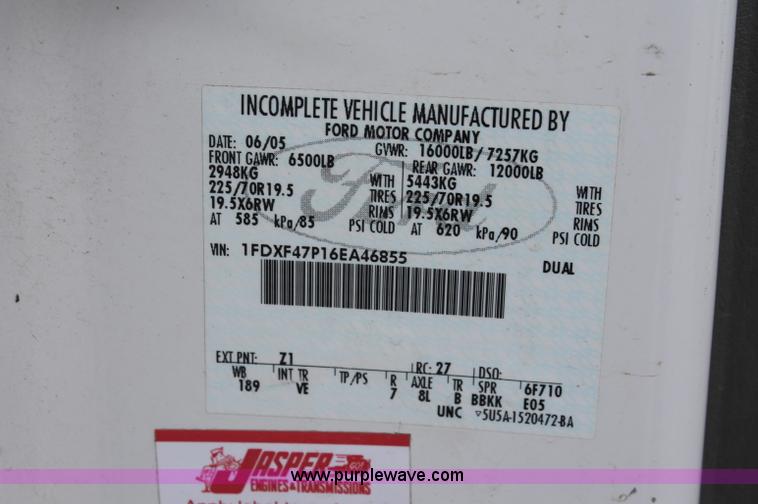 INCOMPLETE VEHICLE MANUFACTURED BY
FORD MOTOR COMPANY
DATE: 06/05 GVWR: 16000LB/7257KG
FRONT GAWR: 6500LB REAR GAWR: 12000LB
2948KG WITH 5443KG WITH
225/70R19.5 TIRES 225/70R19.5 TIRES
19.5X6RW RIMS 19.5X6RW RIMS
AT 585 kPa/85 PSI COLD AT 620 kPa/90 PSI COLD
Ford
VIN: 1FDXF47P16EA46855 DUAL
EXT PNT: Z1 RC: 27 DSO:
WB INT TR TP/PS R AXLE TR SPR 6F710
189 VE 7 8L B BBKK E05
UNC ▿5U5A-1520472-BA
JASPER
ENGINES & TRANSMISSIONS
www.purplewave.com